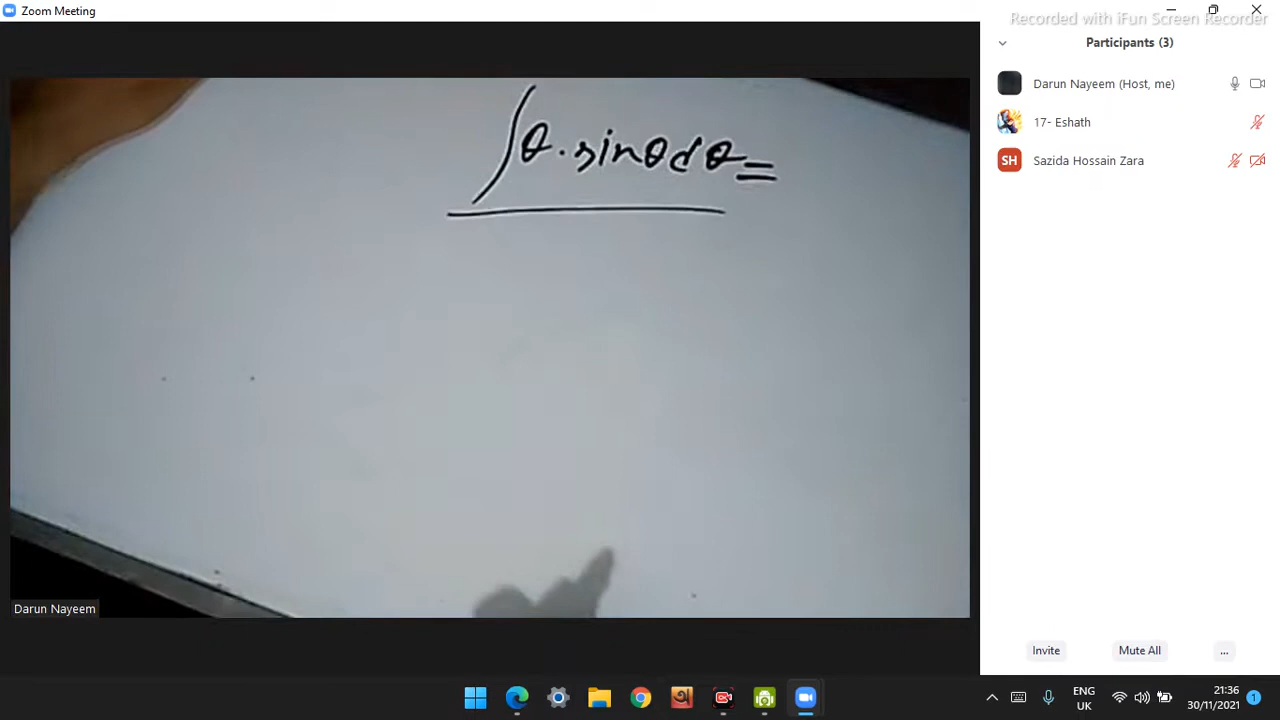 Zoom Meeting
Recorded with iFun Screen Recorder
Participants (3)
∫θ.sinθdθ=
Darun Nayeem (Host, me)
17- Eshath
SH Sazida Hossain Zara
Darun Nayeem
Invite
Mute All
...
অ
ENG
UK
21:36
30/11/2021
1